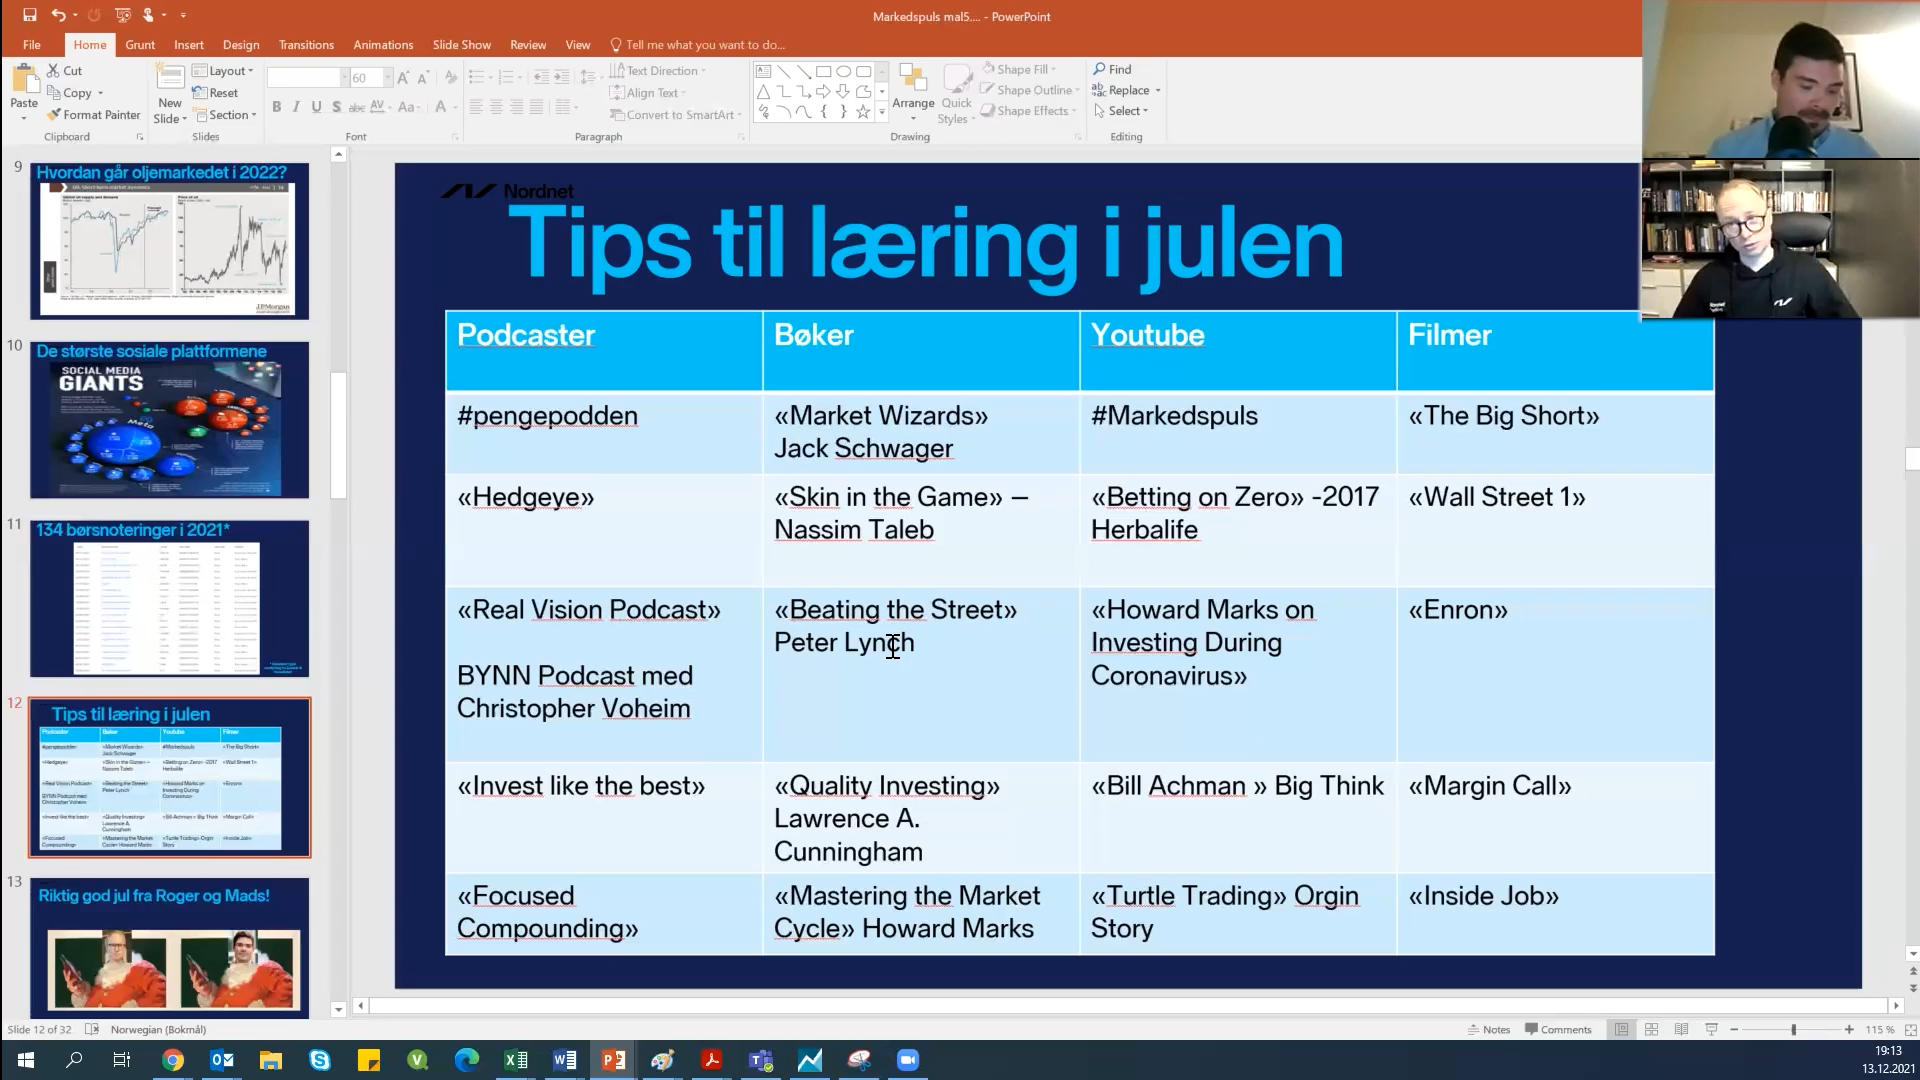 Markedspuls mal5.... - PowerPoint
File Home Grunt Insert Design Transitions Animations Slide Show Review View Tell me what you want to do...
Paste
Cut
Copy
Format Painter
Clipboard
New Slide
Layout
Reset
Section
Slides
60
Font
Text Direction
Align Text
Convert to SmartArt
Paragraph
Arrange
Quick Styles
Shape Fill
Shape Outline
Shape Effects
Drawing
Find
Replace
Select
Editing
9
Hvordan går oljemarkedet i 2022?
J.P.Morgan
10
De største sosiale plattformene
SOCIAL MEDIA
GIANTS
Meta
11
134 børsnoteringer i 2021*
12
Tips til læring i julen
13
Riktig god jul fra Roger og Mads!
Nordnet
Tips til læring i julen
Podcaster Bøker Youtube Filmer
#pengepodden
«Market Wizards»
Jack Schwager
#Markedspuls
«The Big Short»
«Hedgeye»
«Skin in the Game» –
Nassim Taleb
«Betting on Zero» -2017
Herbalife
«Wall Street 1»
«Real Vision Podcast»
BYNN Podcast med
Christopher Voheim
«Beating the Street»
Peter Lynch
«Howard Marks on
Investing During
Coronavirus»
«Enron»
«Invest like the best»
«Quality Investing»
Lawrence A.
Cunningham
«Bill Achman » Big Think
«Margin Call»
«Focused
Compounding»
«Mastering the Market
Cycle» Howard Marks
«Turtle Trading» Orgin
Story
«Inside Job»
Slide 12 of 32 Norwegian (Bokmål) Notes Comments 115 %
19:13
13.12.2021